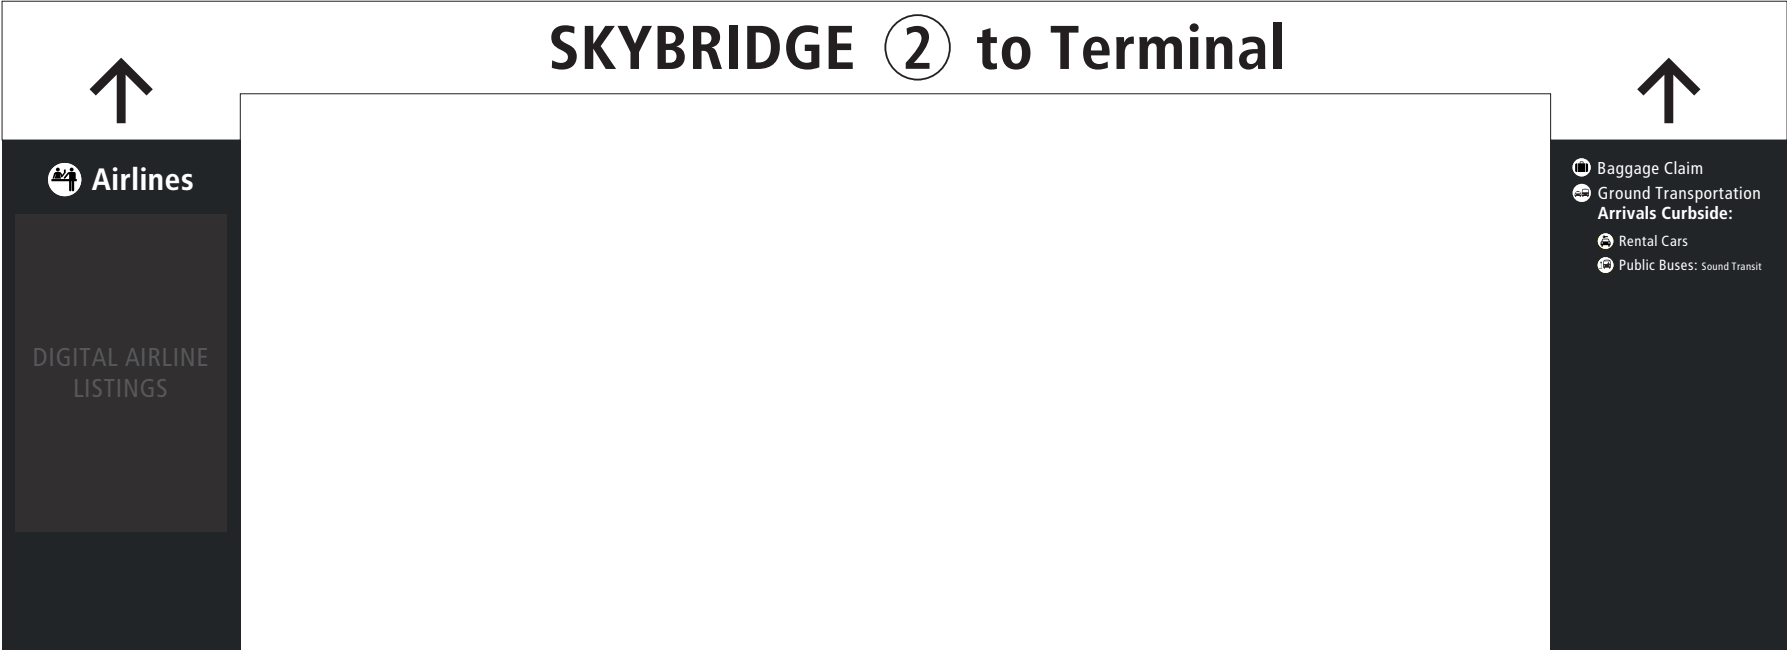 SKYBRIDGE 2 to Terminal
Airlines
DIGITAL AIRLINE
LISTINGS
Baggage Claim
Ground Transportation
Arrivals Curbside:
Rental Cars
Public Buses: Sound Transit